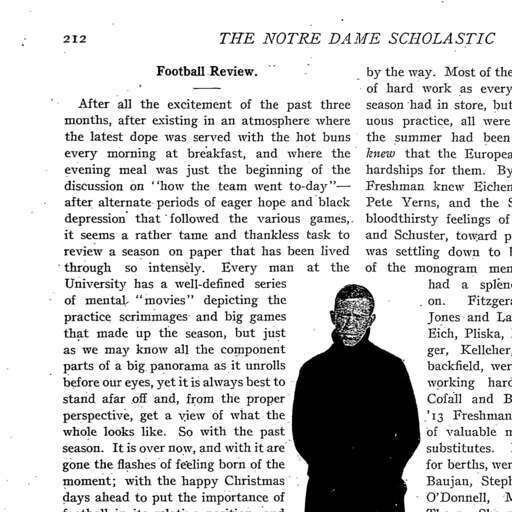 212
THE NOTRE DAME SCHOLASTIC
Football Review.
After all the excitement of the past three
months, after existing in an atmosphere where
the latest dope was served with the hot buns
every morning at breakfast, and where the
evening meal was just the beginning of the
discussion on "how the team went to-day"—
after alternate periods of eager hope and black
depression that followed the various games,
it seems a rather tame and thankless task to
review a season on paper that has been lived
through so intensely. Every man at the
University has a well-defined series
of mental "movies" depicting the
practice scrimmages and big games
that made up the season, but just
as we may know all the component
parts of a big panorama as it unrolls
before our eyes, yet it is always best to
stand afar off and, from the proper
perspective, get a view of what the
whole looks like. So with the past
season. It is over now, and with it are
gone the flashes of feeling born of the
moment; with the happy Christmas
days ahead to put the importance of
by the way. Most of the
of hard work as every
season had in store, but
uous practice, all were
the summer had been
knew that the Europea
hardships for them. By
Freshman knew Eichen
Pete Yerns, and the S
bloodthirsty feelings of
and Schuster, toward p
was settling down to
of the monogram men
had a splen
on. Fitzgera
Jones and La
Eich, Pliska,
ger, Kelleher,
backfield, wer
working hard
Cofall and B
'13 Freshman
of valuable m
substitutes.
for berths, wer
Baujan, Steph
O'Donnell, M